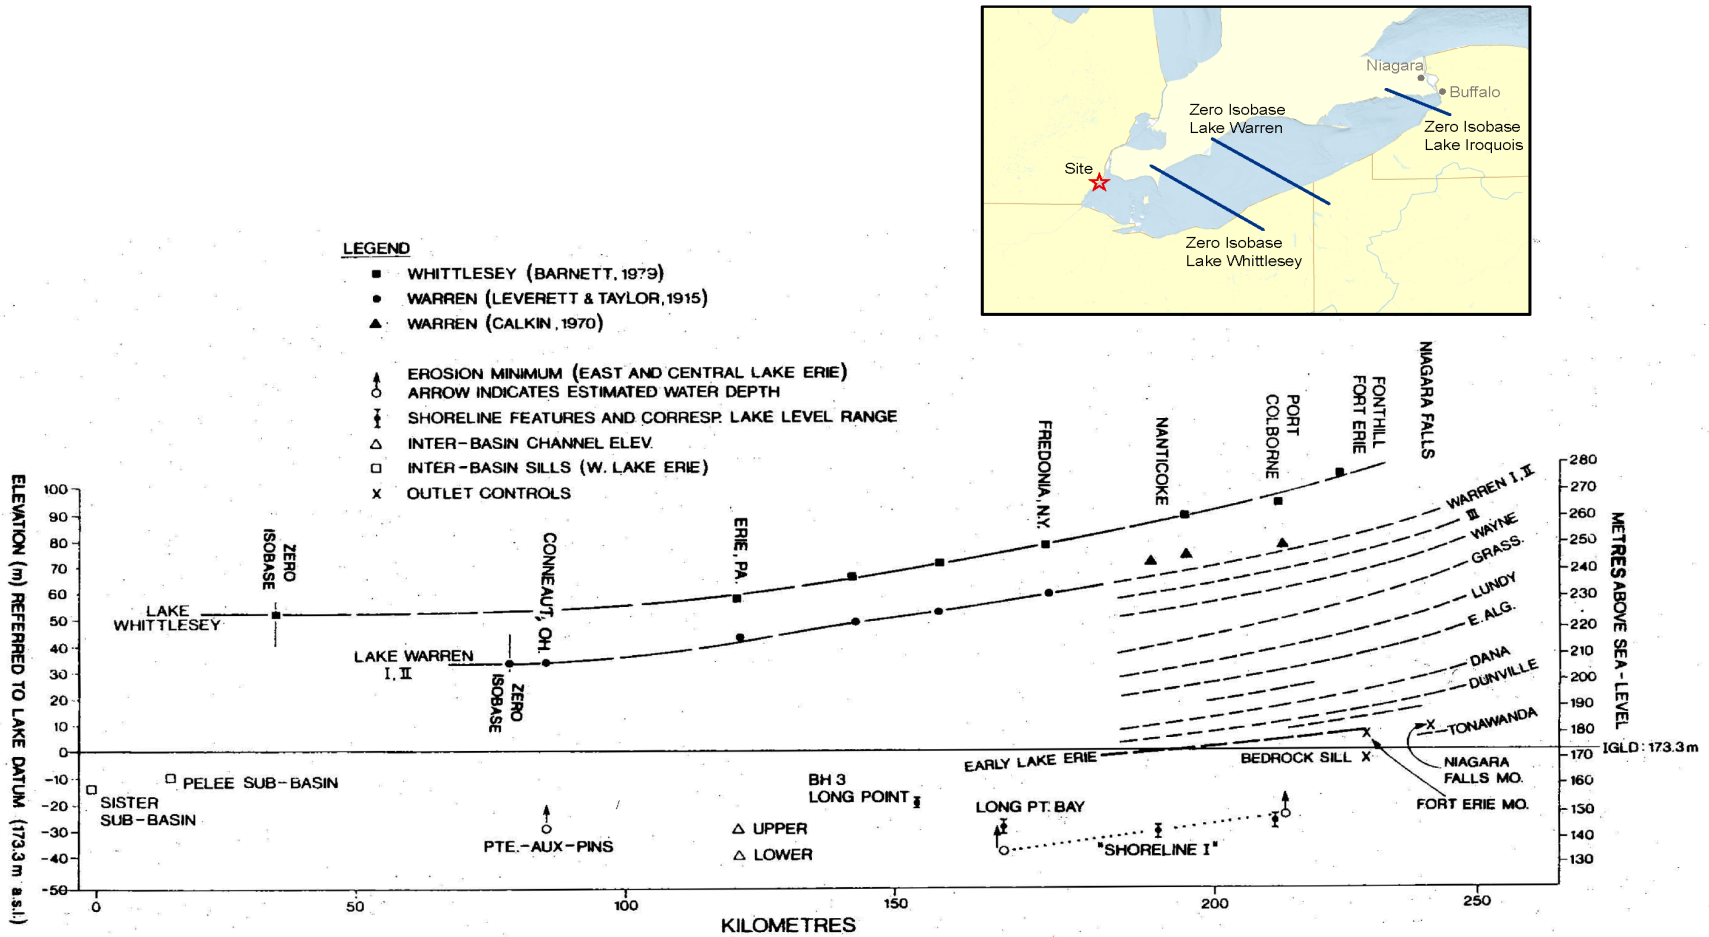 Niagara
Buffalo
Zero Isobase
Lake Warren
Zero Isobase
Lake Iroquois
Site
Zero Isobase
Lake Whittlesey
LEGEND
WHITTLESEY (BARNETT, 1979)
WARREN (LEVERETT & TAYLOR, 1915)
WARREN (CALKIN, 1970)
EROSION MINIMUM (EAST AND CENTRAL LAKE ERIE)
ARROW INDICATES ESTIMATED WATER DEPTH
SHORELINE FEATURES AND CORRESP. LAKE LEVEL RANGE
INTER-BASIN CHANNEL ELEV.
INTER-BASIN SILLS (W. LAKE ERIE)
X OUTLET CONTROLS
ELEVATION (m) REFERRED TO LAKE DATUM (173.3 m a.s.l.)
100
90
80
70
60
50
40
30
20
10
0
-10
-20
-30
-40
-50
ZERO
ISOBASE
CONNEAUT, OH.
ERIE, PA.
FREDONIA, N.Y.
NANTICOKE
PORT
COLBORNE
FONTHILL
FORT ERIE
NIAGARA FALLS
LAKE
WHITTLESEY
LAKE WARREN
I, II
ZERO
ISOBASE
WARREN I, II
III
WAYNE
GRASS.
LUNDY
E. ALG.
DANA
DUNVILLE
TONAWANDA
EARLY LAKE ERIE
BEDROCK SILL X
X
X
NIAGARA
FALLS MO.
FORT ERIE MO.
IGLD: 173.3 m
280
270
260
250
240
230
220
210
200
190
180
170
160
150
140
130
METRES ABOVE SEA-LEVEL
PELEE SUB-BASIN
SISTER
SUB-BASIN
PTE.-AUX-PINS
UPPER
LOWER
BH 3
LONG POINT
LONG PT. BAY
"SHORELINE I"
0
50
100
150
200
250
KILOMETRES